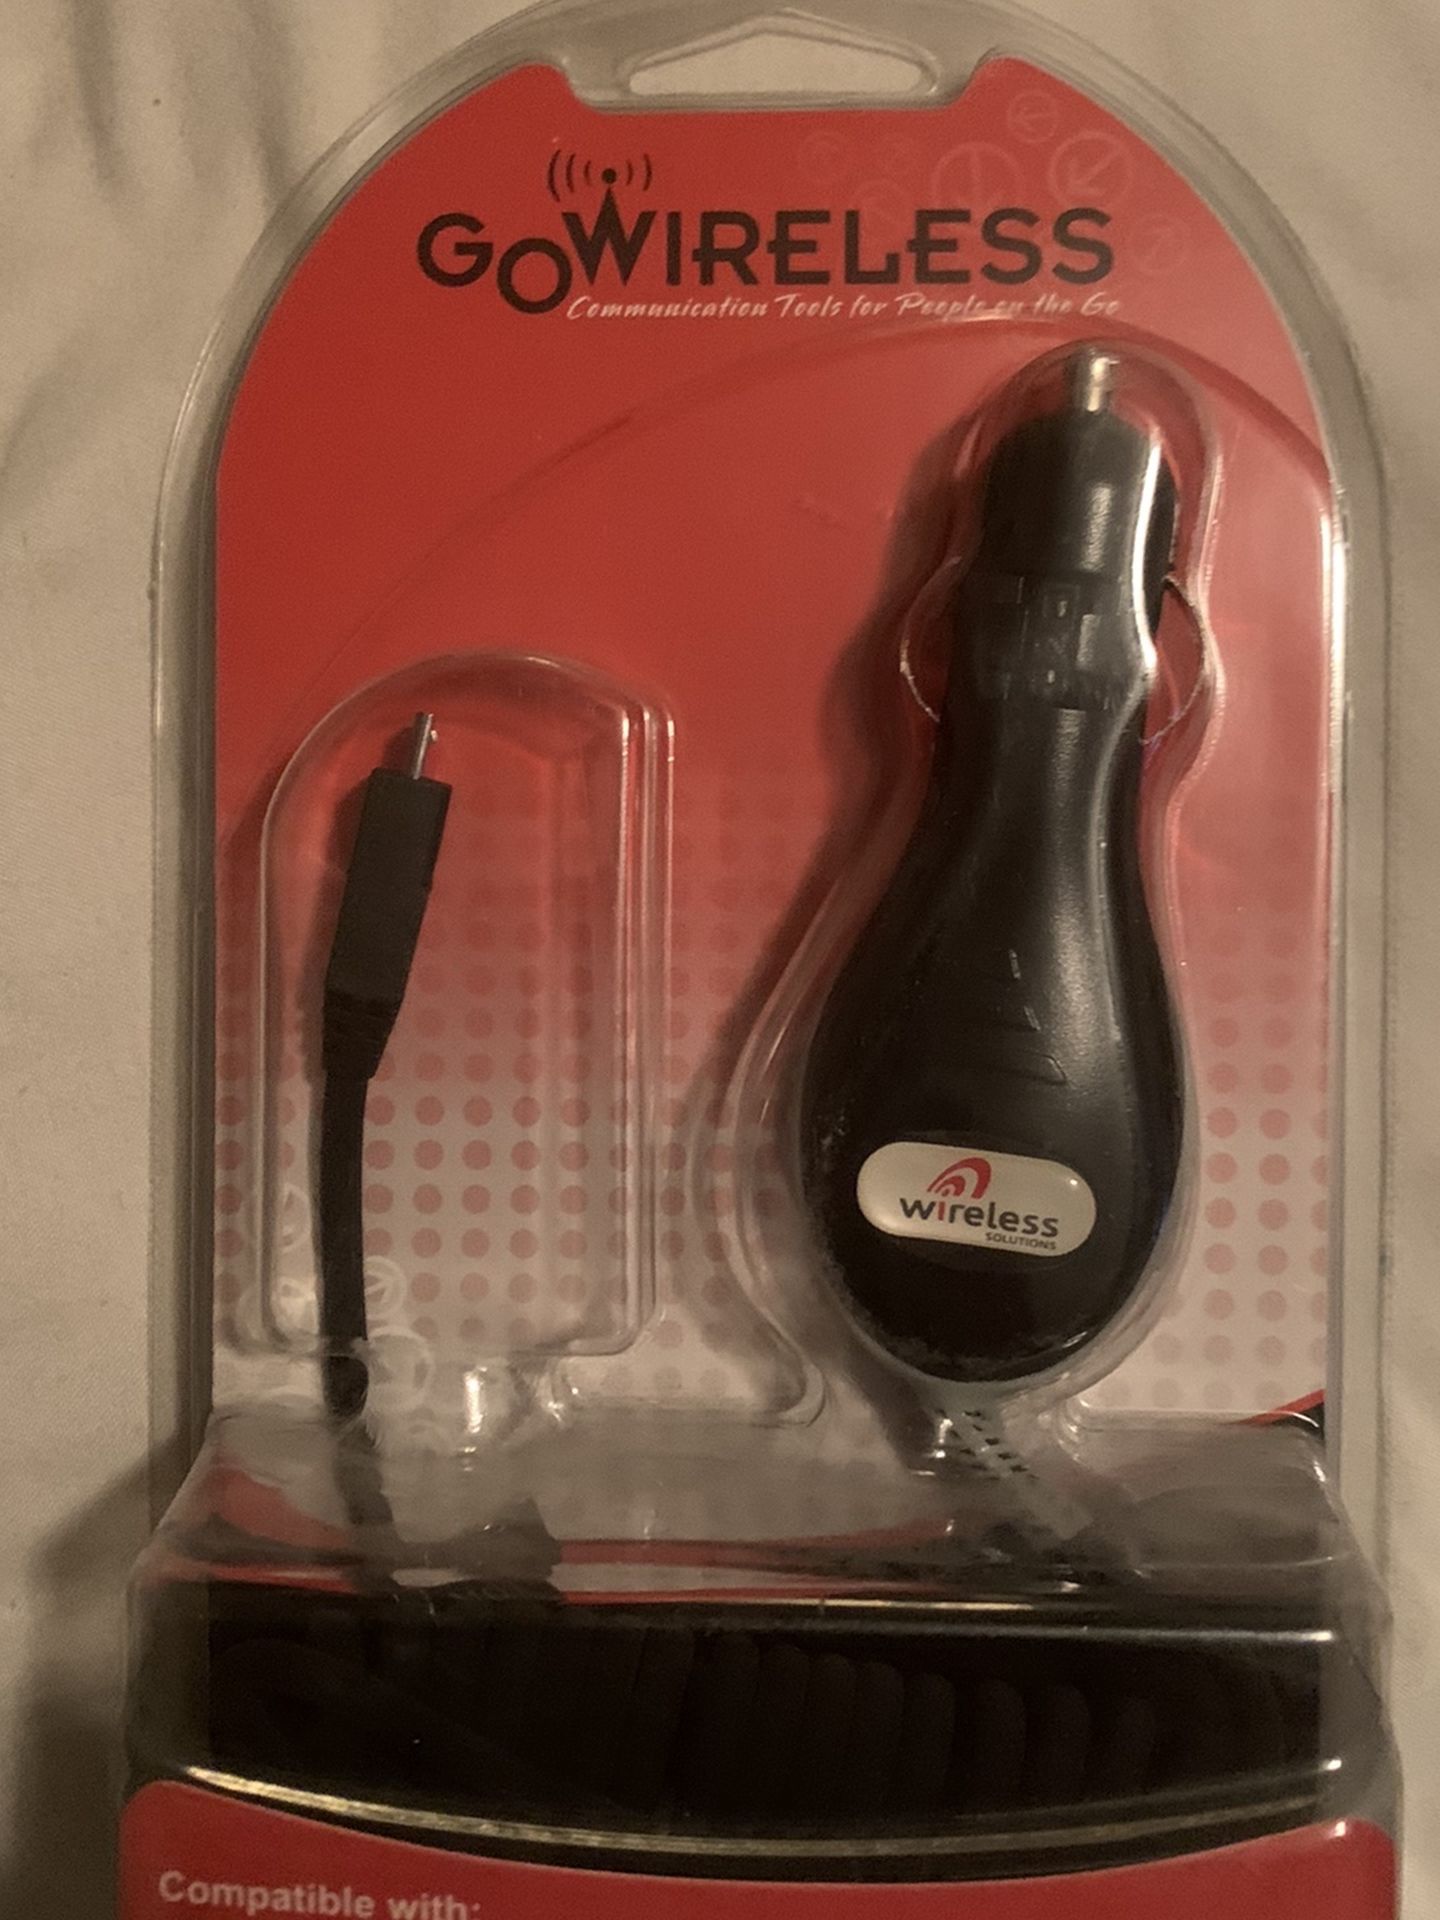 GOWIRELESS
Communication Tools for People on the Go
wireless
SOLUTIONS
Compatible with: